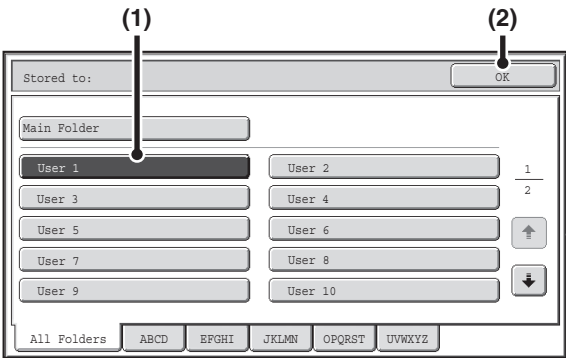 (1) (2)
Stored to: OK
Main Folder
User 1 User 2 1
User 3 User 4 2
User 5 User 6
User 7 User 8
User 9 User 10
All Folders ABCD EFGHI JKLMN OPQRST UVWXYZ